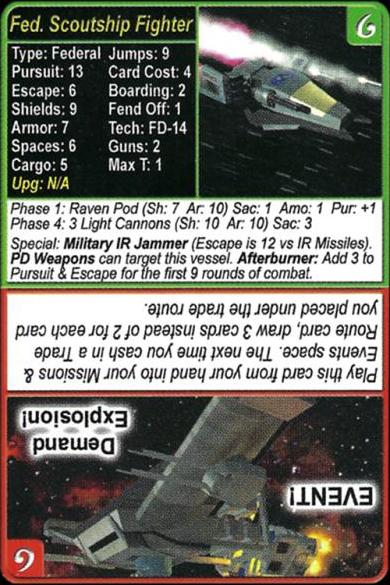 Fed. Scoutship Fighter
6
Type: Federal Jumps: 9
Pursuit: 13 Card Cost: 4
Escape: 6 Boarding: 2
Shields: 9 Fend Off: 1
Armor: 7 Tech: FD-14
Spaces: 6 Guns: 2
Cargo: 5 Max T: 1
Upg: N/A
Phase 1: Raven Pod (Sh: 7 Ar: 10) Sac: 1 Amo: 1 Pur: +1
Phase 4: 3 Light Cannons (Sh: 10 Ar: 10) Sac: 3
Special: Military IR Jammer (Escape is 12 vs IR Missiles).
PD Weapons can target this vessel. Afterburner: Add 3 to
Pursuit & Escape for the first 9 rounds of combat.
6
EVENT!
Demand
Explosion!
Play this card from your hand into your Missions &
Events space. The next time you cash in a Trade
Route card, draw 3 cards instead of 2 for each card
you placed under the trade route.